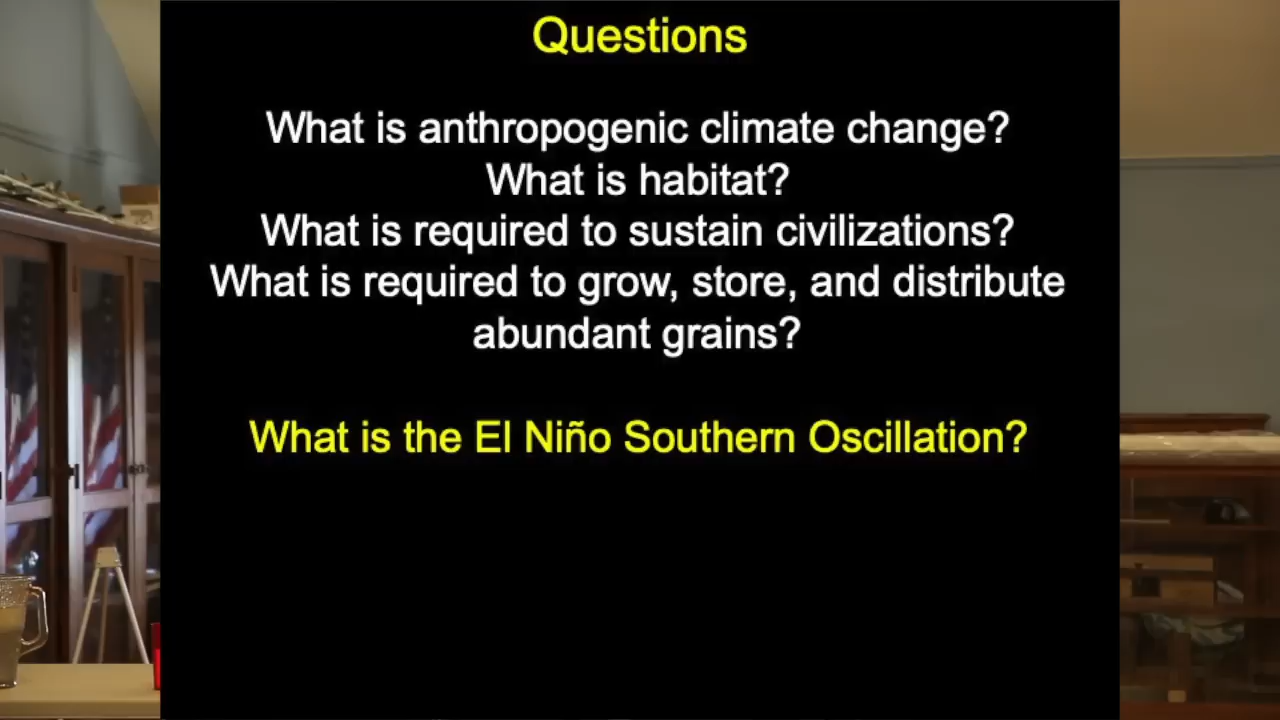 Questions
What is anthropogenic climate change?
What is habitat?
What is required to sustain civilizations?
What is required to grow, store, and distribute
abundant grains?
What is the El Niño Southern Oscillation?